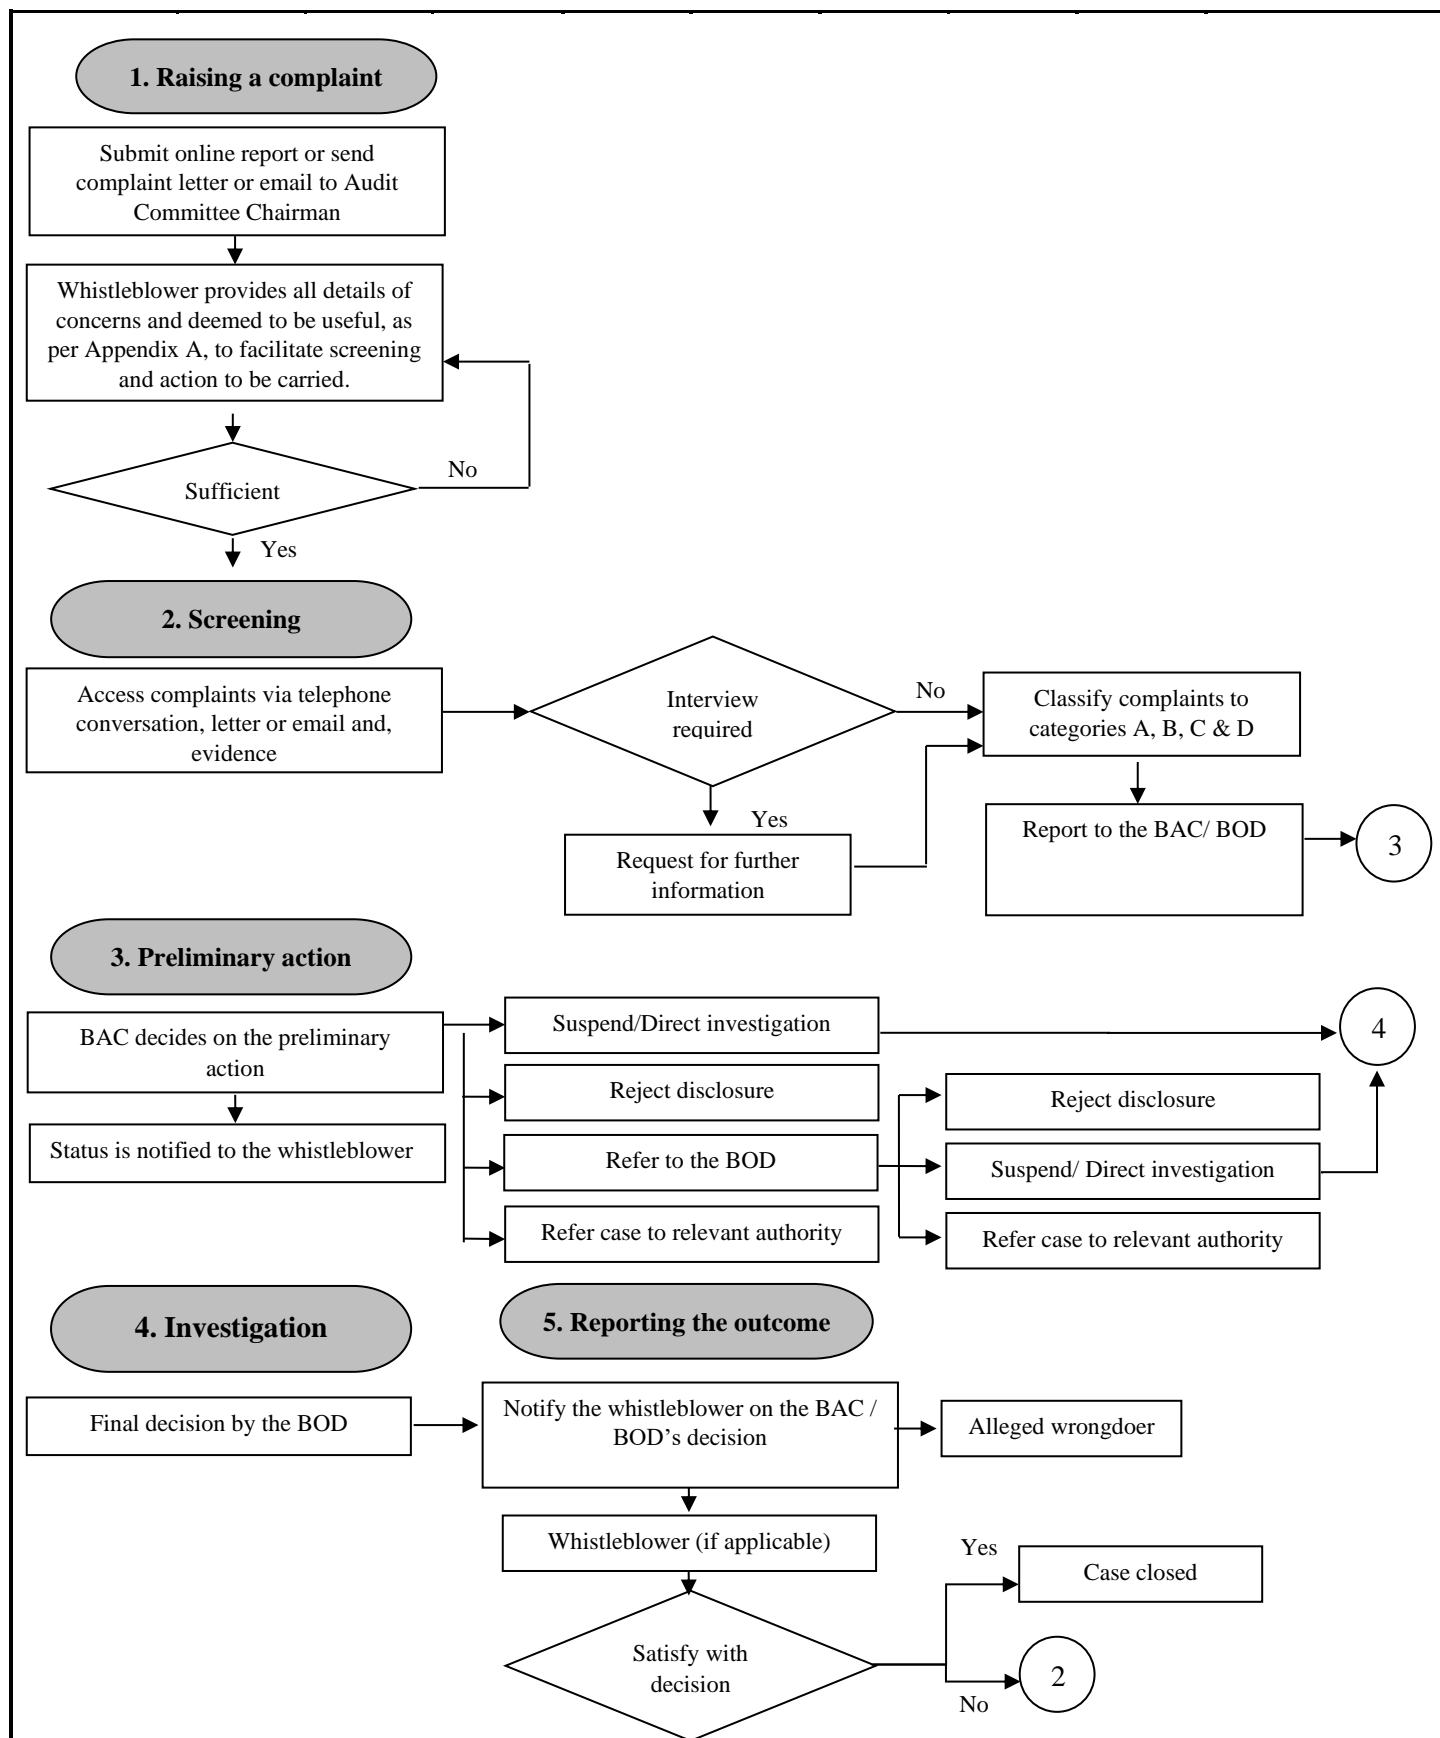 1. Raising a complaint
Submit online report or send
complaint letter or email to Audit
Committee Chairman
Whistleblower provides all details of
concerns and deemed to be useful, as
per Appendix A, to facilitate screening
and action to be carried.
No
Sufficient
Yes
2. Screening
Access complaints via telephone
conversation, letter or email and,
evidence
Interview
required
No
Classify complaints to
categories A, B, C & D
Yes
Request for further
information
Report to the BAC/ BOD
3
3. Preliminary action
BAC decides on the preliminary
action
Status is notified to the whistleblower
Suspend/Direct investigation
4
Reject disclosure
Refer to the BOD
Refer case to relevant authority
Reject disclosure
Suspend/ Direct investigation
Refer case to relevant authority
4. Investigation
5. Reporting the outcome
Final decision by the BOD
Notify the whistleblower on the BAC /
BOD’s decision
Alleged wrongdoer
Whistleblower (if applicable)
Yes
Case closed
Satisfy with
decision
2
No